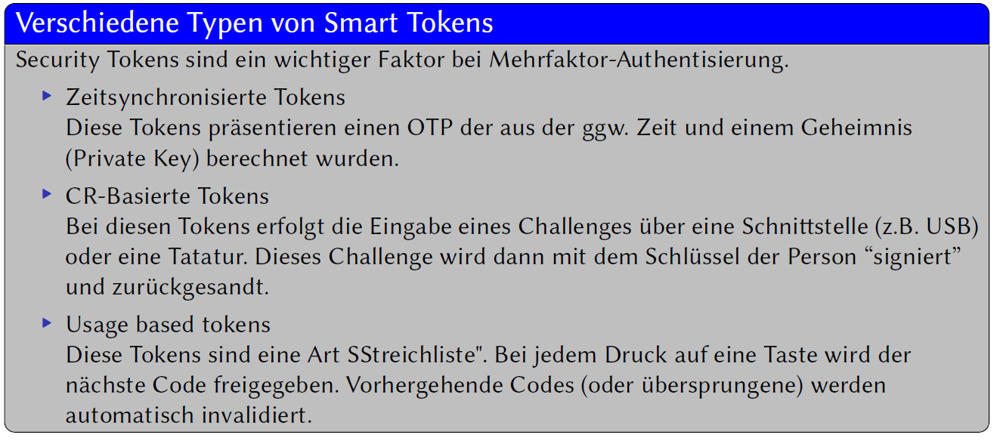 Verschiedene Typen von Smart Tokens
Security Tokens sind ein wichtiger Faktor bei Mehrfaktor-Authentisierung.
Zeitsynchronisierte Tokens
Diese Tokens präsentieren einen OTP der aus der ggw. Zeit und einem Geheimnis
(Private Key) berechnet wurden.
CR-Basierte Tokens
Bei diesen Tokens erfolgt die Eingabe eines Challenges über eine Schnittstelle (z.B. USB)
oder eine Tatatur. Dieses Challenge wird dann mit dem Schlüssel der Person “signiert”
und zurückgesandt.
Usage based tokens
Diese Tokens sind eine Art SStreichliste". Bei jedem Druck auf eine Taste wird der
nächste Code freigegeben. Vorhergehende Codes (oder übersprungene) werden
automatisch invalidiert.